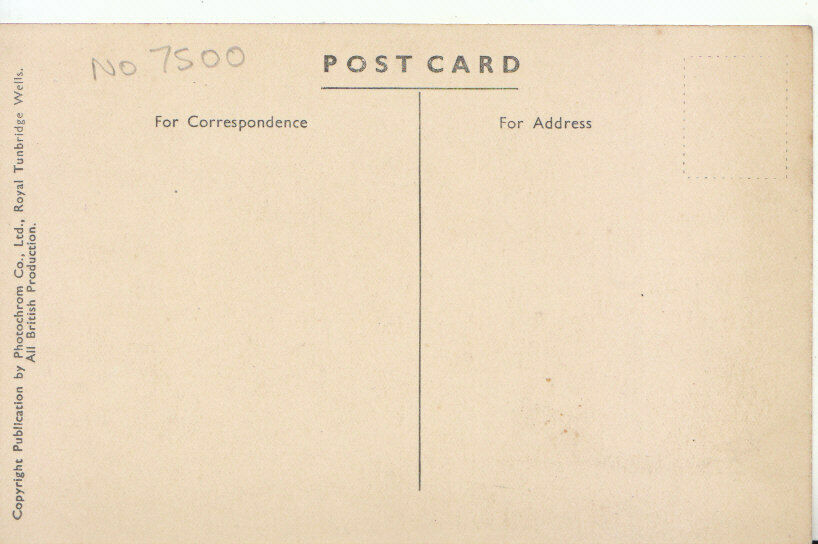 No 7500
POST CARD
For Correspondence
For Address
Copyright Publication by Photochrom Co., Ltd., Royal Tunbridge Wells.
All British Production.